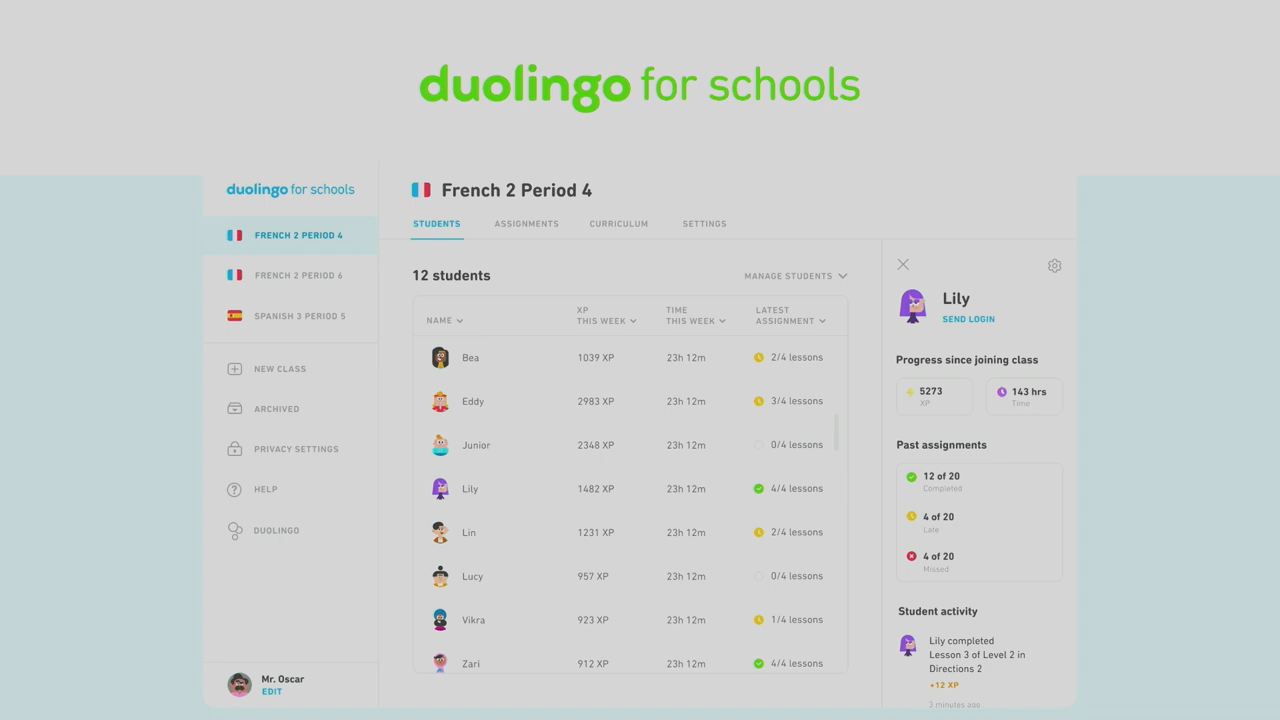 duolingo for schools
duolingo for schools
FRENCH 2 PERIOD 4
FRENCH 2 PERIOD 6
SPANISH 3 PERIOD 5
NEW CLASS
ARCHIVED
PRIVACY SETTINGS
HELP
DUOLINGO
Mr. Oscar
EDIT
French 2 Period 4
STUDENTS ASSIGNMENTS CURRICULUM SETTINGS
12 students MANAGE STUDENTS
NAME XP THIS WEEK TIME THIS WEEK LATEST ASSIGNMENT
Bea 1039 XP 23h 12m 2/4 lessons
Eddy 2983 XP 23h 12m 3/4 lessons
Junior 2348 XP 23h 12m 0/4 lessons
Lily 1482 XP 23h 12m 4/4 lessons
Lin 1231 XP 23h 12m 2/4 lessons
Lucy 957 XP 23h 12m 0/4 lessons
Vikra 923 XP 23h 12m 1/4 lessons
Zari 912 XP 23h 12m 4/4 lessons
Lily
SEND LOGIN
Progress since joining class
5273 143 hrs
XP Time
Past assignments
12 of 20
Completed
4 of 20
Late
4 of 20
Missed
Student activity
Lily completed
Lesson 3 of Level 2 in
Directions 2
+12 XP
2 minutes ago